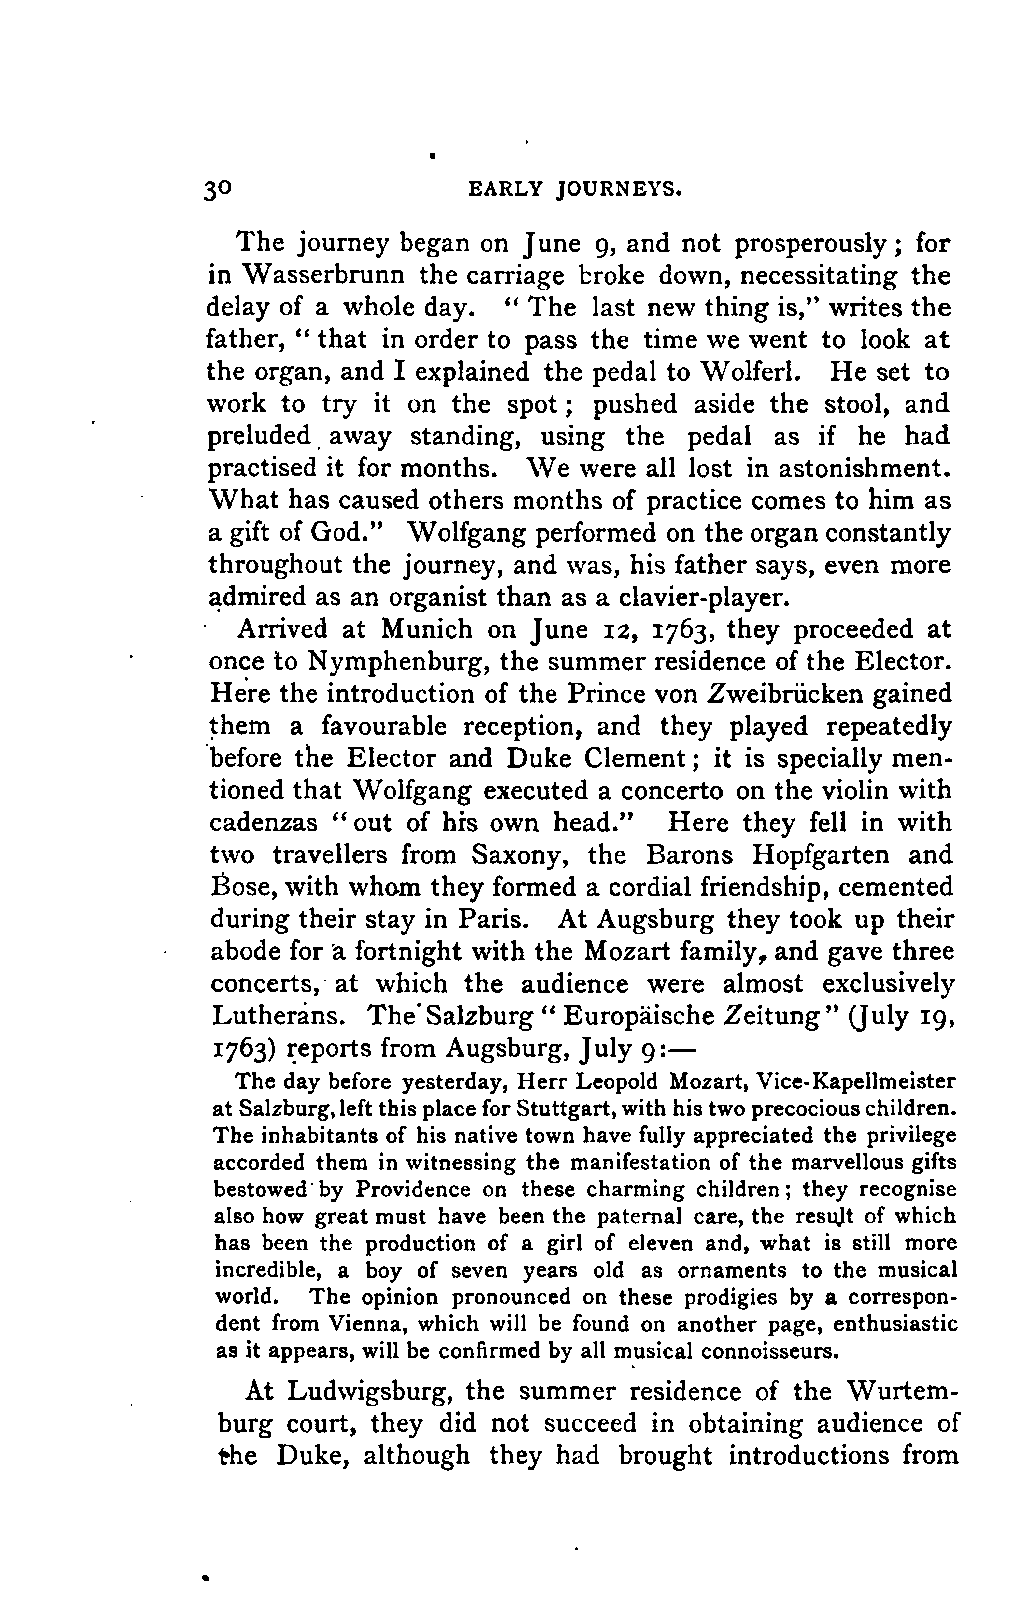 30 EARLY JOURNEYS.
The journey began on June 9, and not prosperously; for
in Wasserbrunn the carriage broke down, necessitating the
delay of a whole day. "The last new thing is," writes the
father, "that in order to pass the time we went to look at
the organ, and I explained the pedal to Wolferl. He set to
work to try it on the spot; pushed aside the stool, and
preluded away standing, using the pedal as if he had
practised it for months. We were all lost in astonishment.
What has caused others months of practice comes to him as
a gift of God." Wolfgang performed on the organ constantly
throughout the journey, and was, his father says, even more
admired as an organist than as a clavier-player.
Arrived at Munich on June 12, 1763, they proceeded at
once to Nymphenburg, the summer residence of the Elector.
Here the introduction of the Prince von Zweibrücken gained
them a favourable reception, and they played repeatedly
before the Elector and Duke Clement; it is specially men-
tioned that Wolfgang executed a concerto on the violin with
cadenzas "out of his own head." Here they fell in with
two travellers from Saxony, the Barons Hopfgarten and
Bose, with whom they formed a cordial friendship, cemented
during their stay in Paris. At Augsburg they took up their
abode for a fortnight with the Mozart family, and gave three
concerts, at which the audience were almost exclusively
Lutherans. The Salzburg "Europäische Zeitung" (July 19,
1763) reports from Augsburg, July 9:—
The day before yesterday, Herr Leopold Mozart, Vice-Kapellmeister
at Salzburg, left this place for Stuttgart, with his two precocious children.
The inhabitants of his native town have fully appreciated the privilege
accorded them in witnessing the manifestation of the marvellous gifts
bestowed by Providence on these charming children; they recognise
also how great must have been the paternal care, the result of which
has been the production of a girl of eleven and, what is still more
incredible, a boy of seven years old as ornaments to the musical
world. The opinion pronounced on these prodigies by a correspon-
dent from Vienna, which will be found on another page, enthusiastic
as it appears, will be confirmed by all musical connoisseurs.
At Ludwigsburg, the summer residence of the Wurtem-
burg court, they did not succeed in obtaining audience of
the Duke, although they had brought introductions from